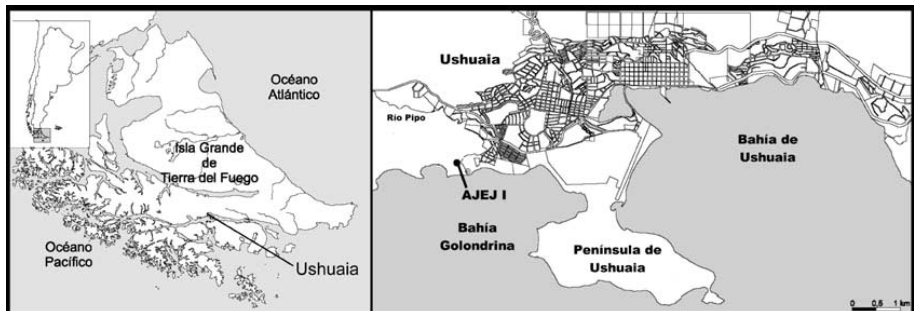 Océano
Atlántico
Isla Grande
de
Tierra del Fuego
Océano
Pacífico
Ushuaia
Ushuaia
Río Pipo
AJEJ I
Bahía
Golondrina
Bahía de
Ushuaia
Península de
Ushuaia
0 0,5 1 km